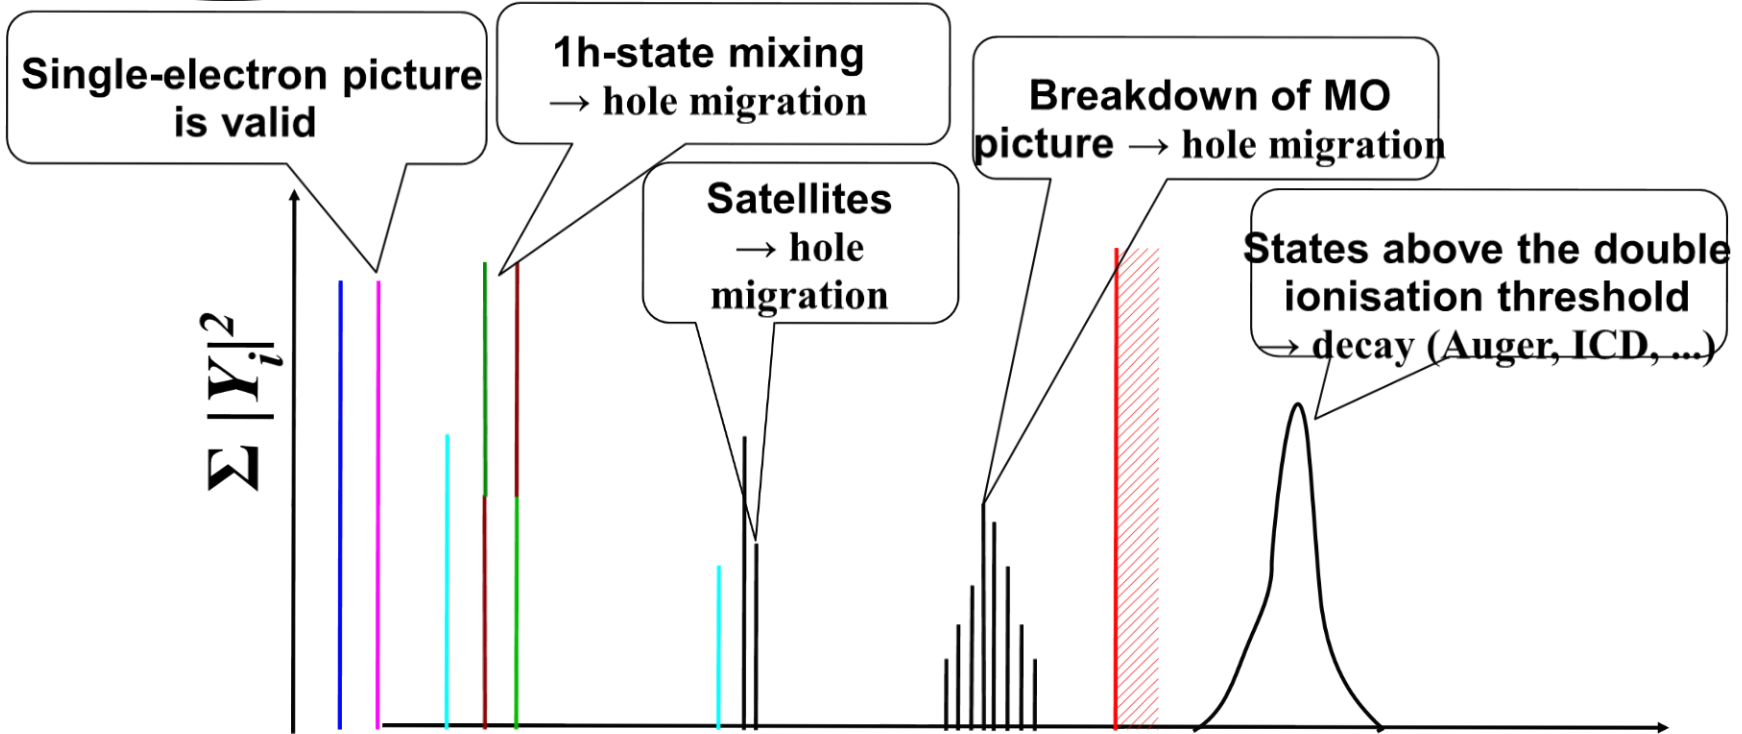 Single-electron picture
is valid
1h-state mixing
→ hole migration
Satellites
→ hole
migration
Breakdown of MO
picture → hole migration
States above the double
ionisation threshold
→ decay (Auger, ICD, ...)
Σ |Yᵢ|²